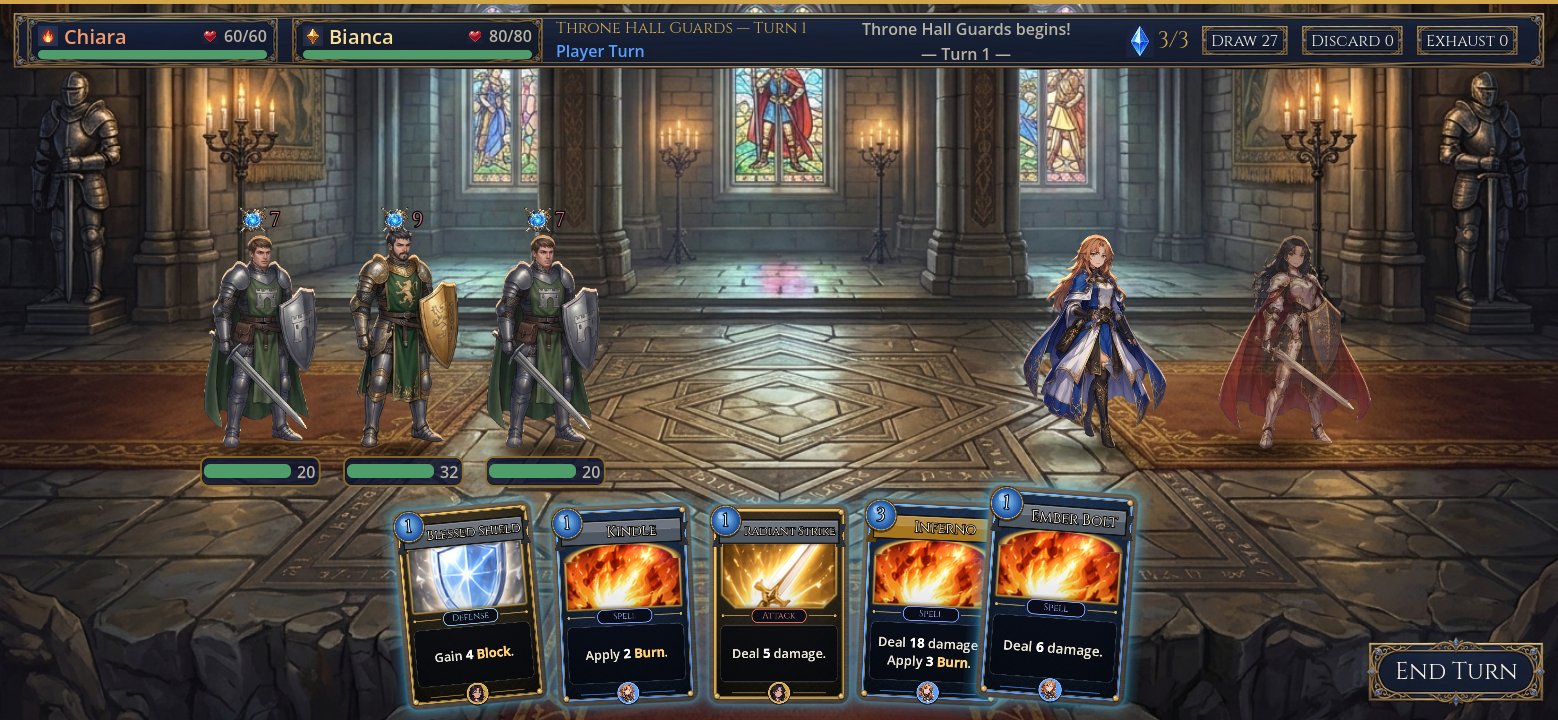 Chiara 60/60
Bianca 80/80
Throne Hall Guards — Turn 1
Player Turn
Throne Hall Guards begins!
— Turn 1 —
3/3
Draw 27
Discard 0
Exhaust 0
7
9
7
20
32
20
1
Blessed Shield
Defense
Gain 4 Block.
1
Kindle
Spell
Apply 2 Burn.
1
Radiant Strike
Attack
Deal 5 damage.
3
Inferno
Spell
Deal 18 damage
Apply 3 Burn.
1
Ember Bolt
Spell
Deal 6 damage.
End Turn